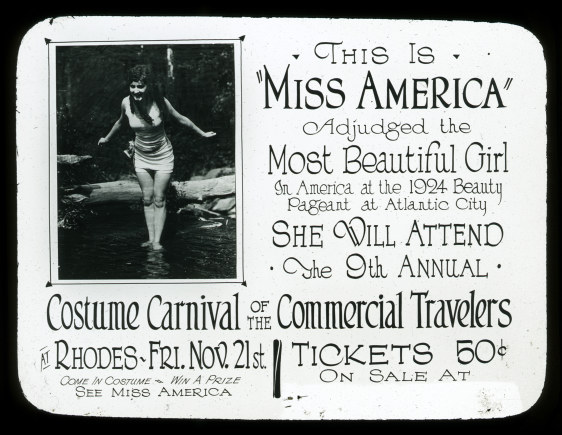 This Is
"Miss America"
Adjudged the
Most Beautiful Girl
In America at the 1924 Beauty
Pageant at Atlantic City
She Will Attend
· The 9th Annual ·
Costume Carnival of the Commercial Travelers
at Rhodes - Fri. Nov. 21st.
Come In Costume ~ Win A Prize
See Miss America
Tickets 50¢
On Sale At